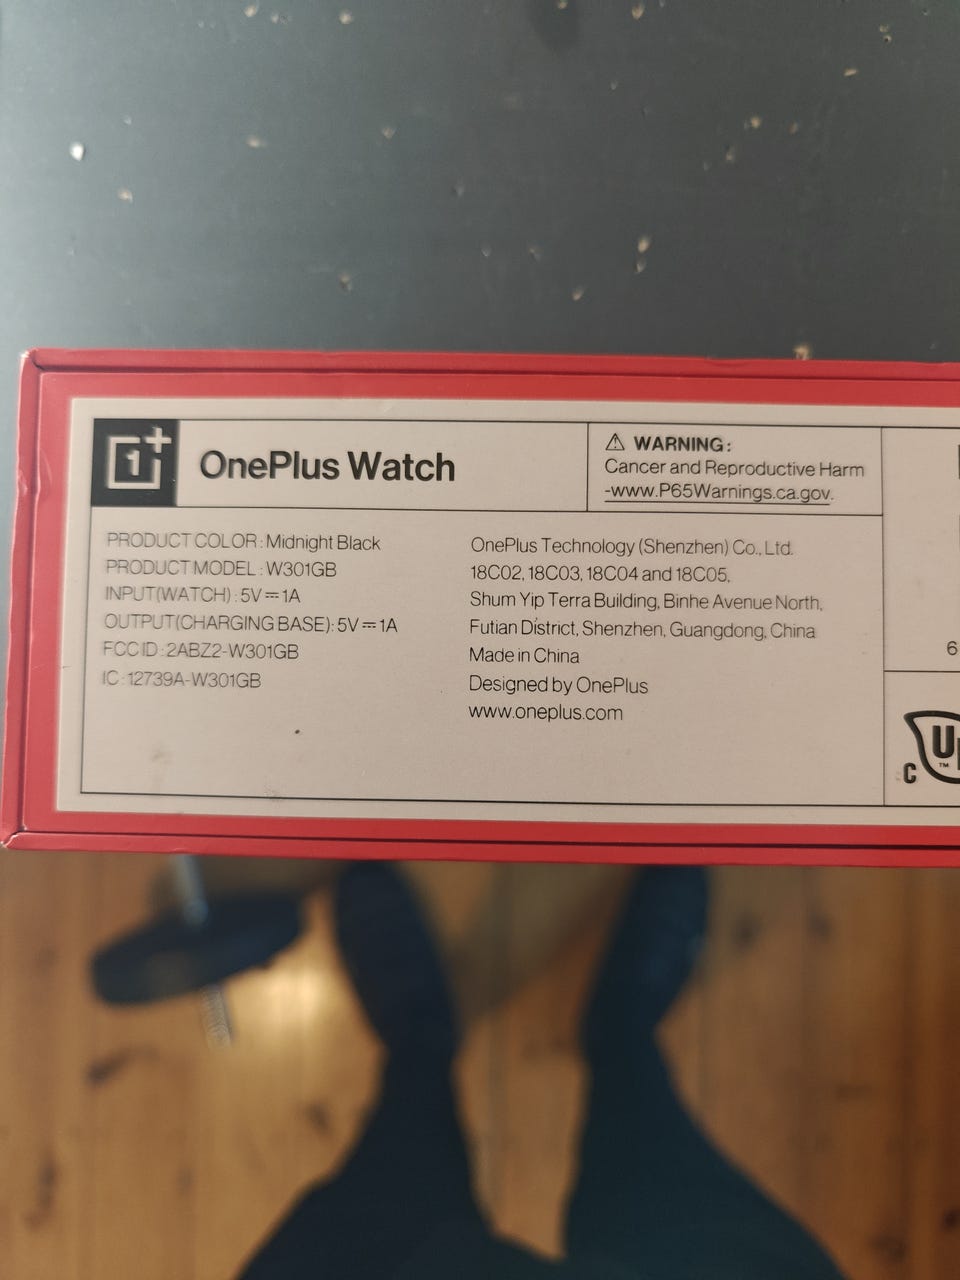 1+
OnePlus Watch
⚠ WARNING:
Cancer and Reproductive Harm
-www.P65Warnings.ca.gov.
PRODUCT COLOR: Midnight Black
PRODUCT MODEL: W301GB
INPUT(WATCH): 5V⎓1A
OUTPUT(CHARGING BASE): 5V⎓1A
FCC ID: 2ABZ2-W301GB
IC: 12739A-W301GB
OnePlus Technology (Shenzhen) Co., Ltd.
18C02, 18C03, 18C04 and 18C05,
Shum Yip Terra Building, Binhe Avenue North,
Futian District, Shenzhen, Guangdong, China
Made in China
Designed by OnePlus
www.oneplus.com
6
C
U
™